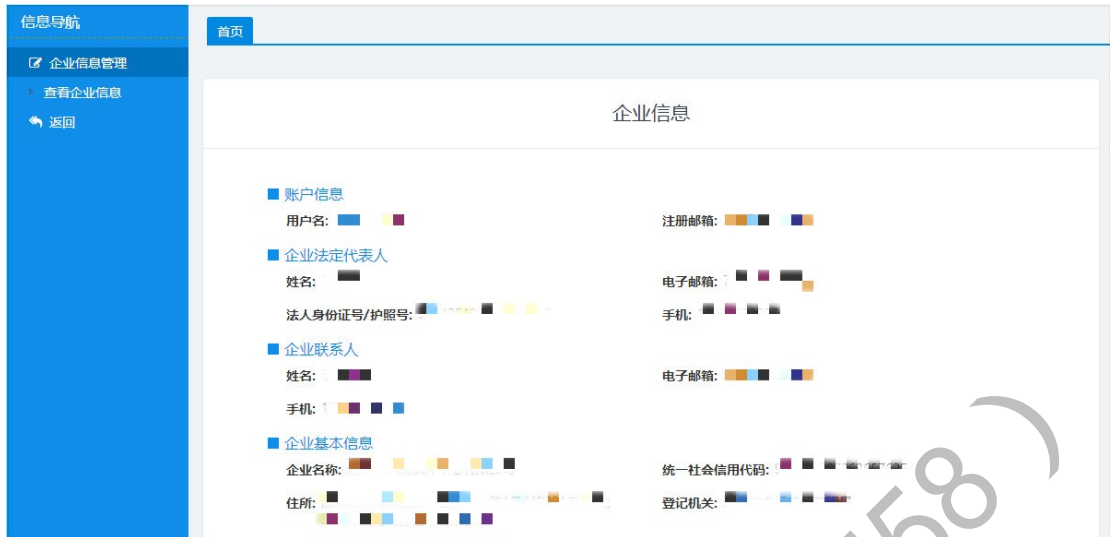 信息导航
首页
企业信息管理
查看企业信息
返回
企业信息
账户信息
用户名: 注册邮箱:
企业法定代表人
姓名: 电子邮箱:
法人身份证号/护照号: 手机:
企业联系人
姓名: 电子邮箱:
手机:
企业基本信息
企业名称: 统一社会信用代码:
住所: 登记机关:
58)